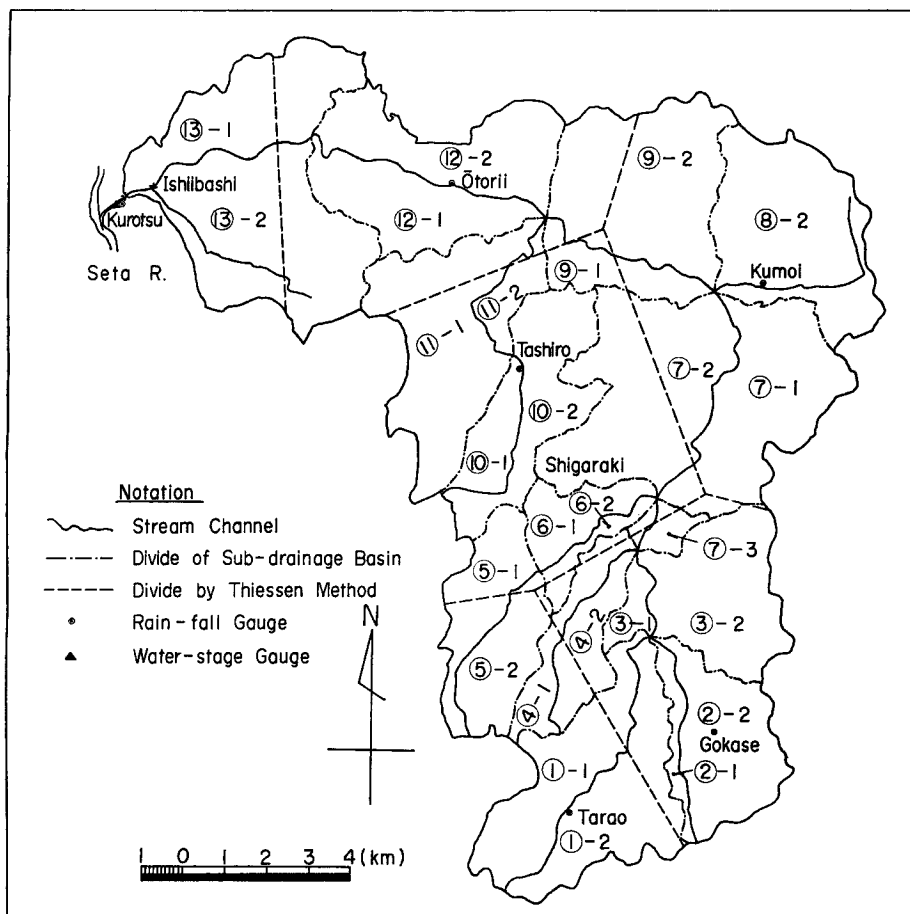 ⑬-1
⑫-2
Ōtorii
⑨-2
Ishiibashi
⑬-2
⑫-1
⑧-2
Kurotsu
Seta R.
⑨-1
Kumoi
⑪-2
⑪-1
Tashiro
⑦-2
⑦-1
⑩-2
⑩-1
Shigaraki
⑥-2
⑥-1
⑦-3
⑤-1
Notation
Stream Channel
Divide of Sub-drainage Basin
Divide by Thiessen Method
Rain-fall Gauge
Water-stage Gauge
N
④-2
③-1
③-2
⑤-2
④-1
②-2
Gokase
②-1
①-1
Tarao
①-2
1 0 1 2 3 4 (km)